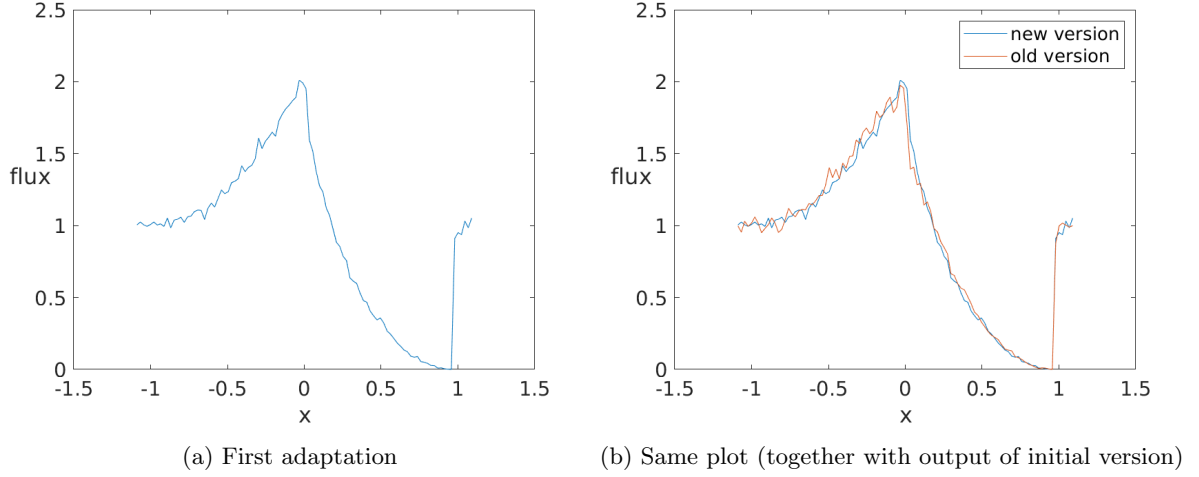 2.5
2
1.5
flux
1
0.5
0
-1.5 -1 -0.5 0 0.5 1 1.5
x
(a) First adaptation
2.5
new version
old version
2
1.5
flux
1
0.5
0
-1.5 -1 -0.5 0 0.5 1 1.5
x
(b) Same plot (together with output of initial version)